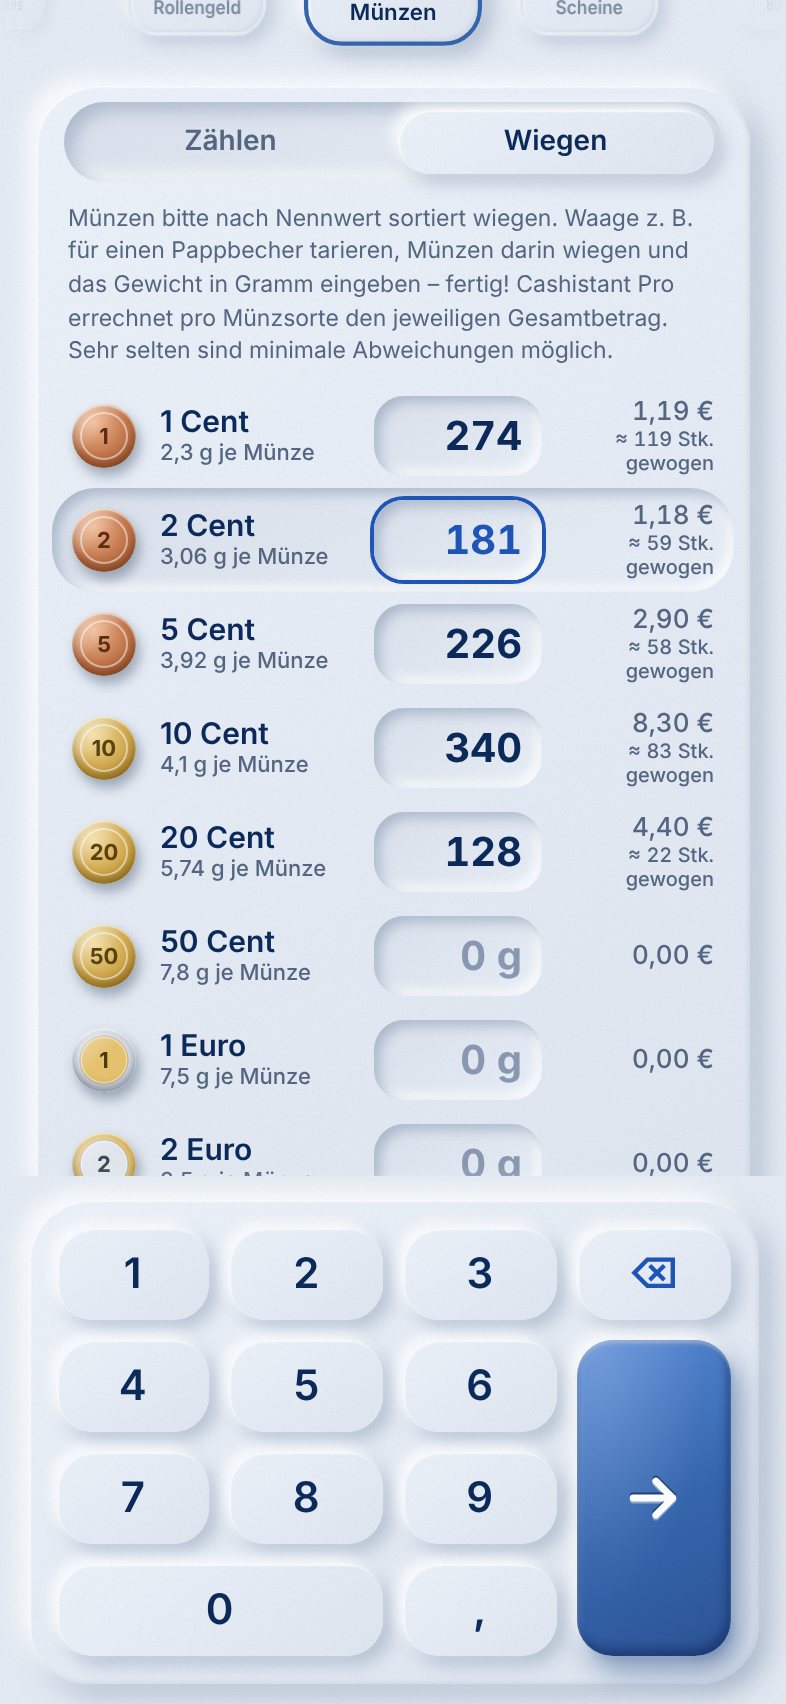 Rollengeld
Münzen
Scheine
Zählen
Wiegen
Münzen bitte nach Nennwert sortiert wiegen. Waage z. B.
für einen Pappbecher tarieren, Münzen darin wiegen und
das Gewicht in Gramm eingeben – fertig! Cashistant Pro
errechnet pro Münzsorte den jeweiligen Gesamtbetrag.
Sehr selten sind minimale Abweichungen möglich.
1
1 Cent
2,3 g je Münze
274
1,19 €
≈ 119 Stk.
gewogen
2
2 Cent
3,06 g je Münze
181
1,18 €
≈ 59 Stk.
gewogen
5
5 Cent
3,92 g je Münze
226
2,90 €
≈ 58 Stk.
gewogen
10
10 Cent
4,1 g je Münze
340
8,30 €
≈ 83 Stk.
gewogen
20
20 Cent
5,74 g je Münze
128
4,40 €
≈ 22 Stk.
gewogen
50
50 Cent
7,8 g je Münze
0 g
0,00 €
1
1 Euro
7,5 g je Münze
0 g
0,00 €
2
2 Euro
0 g
0,00 €
1
2
3
4
5
6
7
8
9
0
,